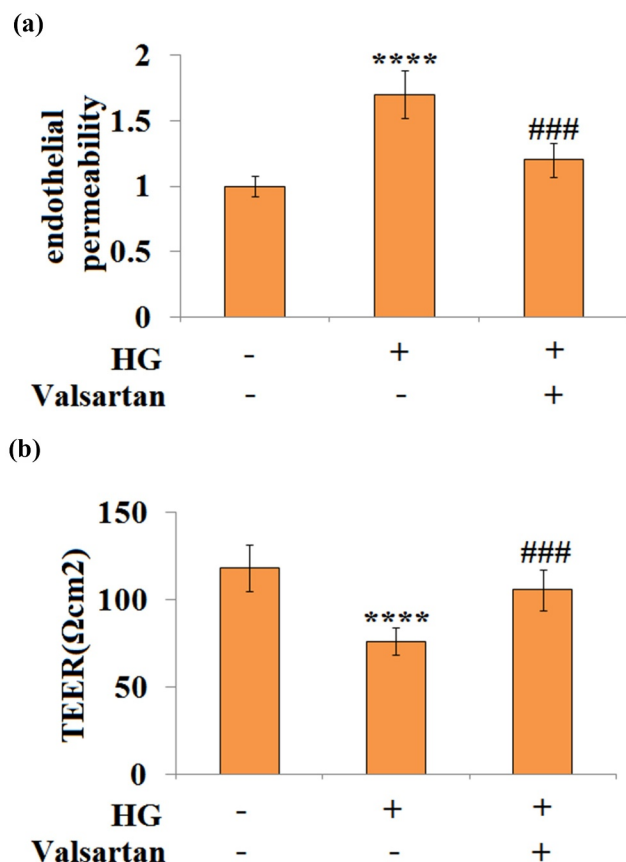 (a)
endothelial
permeability
2
1.5
1
0.5
0
****
###
HG - + +
Valsartan - - +
(b)
TEER(Ωcm2)
150
100
50
0
****
###
HG - + +
Valsartan - - +